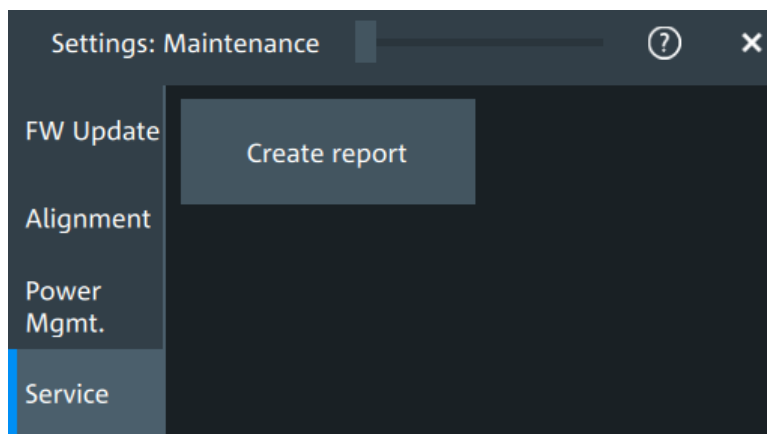 Settings: Maintenance
?
FW Update
Create report
Alignment
Power
Mgmt.
Service